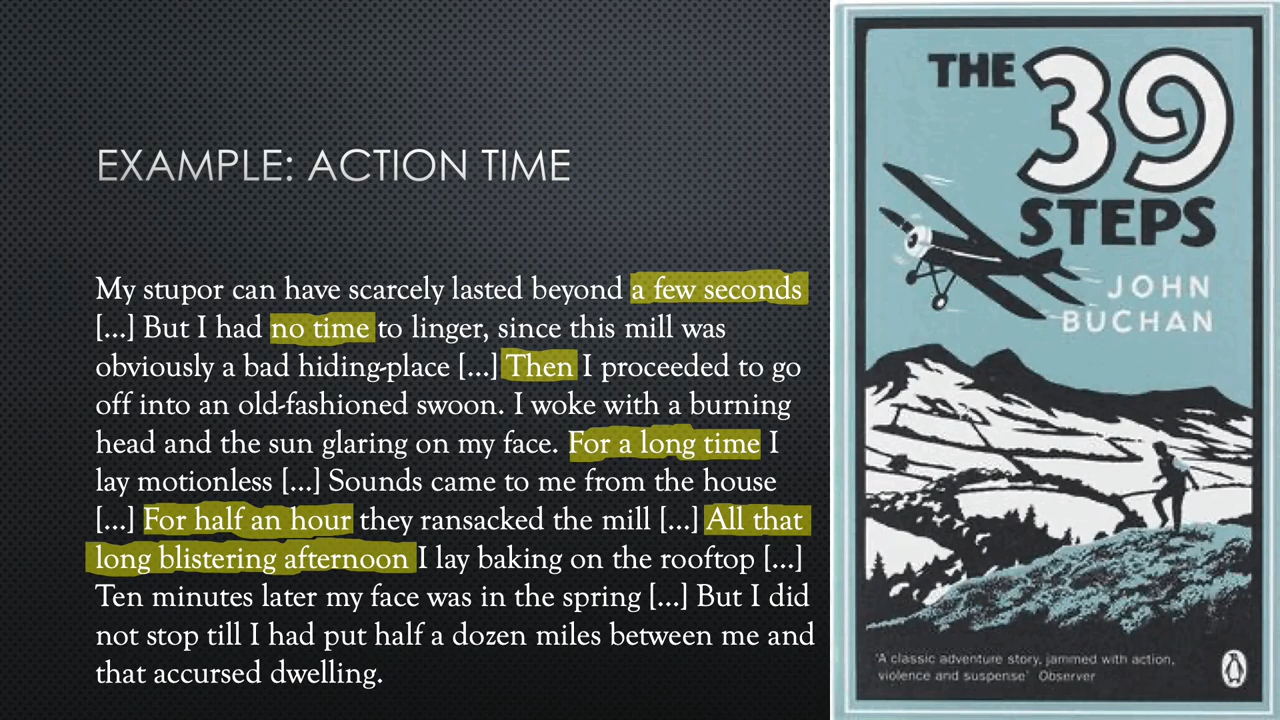 EXAMPLE: ACTION TIME
My stupor can have scarcely lasted beyond a few seconds
[...] But I had no time to linger, since this mill was
obviously a bad hiding-place [...] Then I proceeded to go
off into an old-fashioned swoon. I woke with a burning
head and the sun glaring on my face. For a long time I
lay motionless [...] Sounds came to me from the house
[...] For half an hour they ransacked the mill [...] All that
long blistering afternoon I lay baking on the rooftop [...]
Ten minutes later my face was in the spring [...] But I did
not stop till I had put half a dozen miles between me and
that accursed dwelling.
THE 39
STEPS
JOHN
BUCHAN
'A classic adventure story, jammed with action,
violence and suspense' Observer